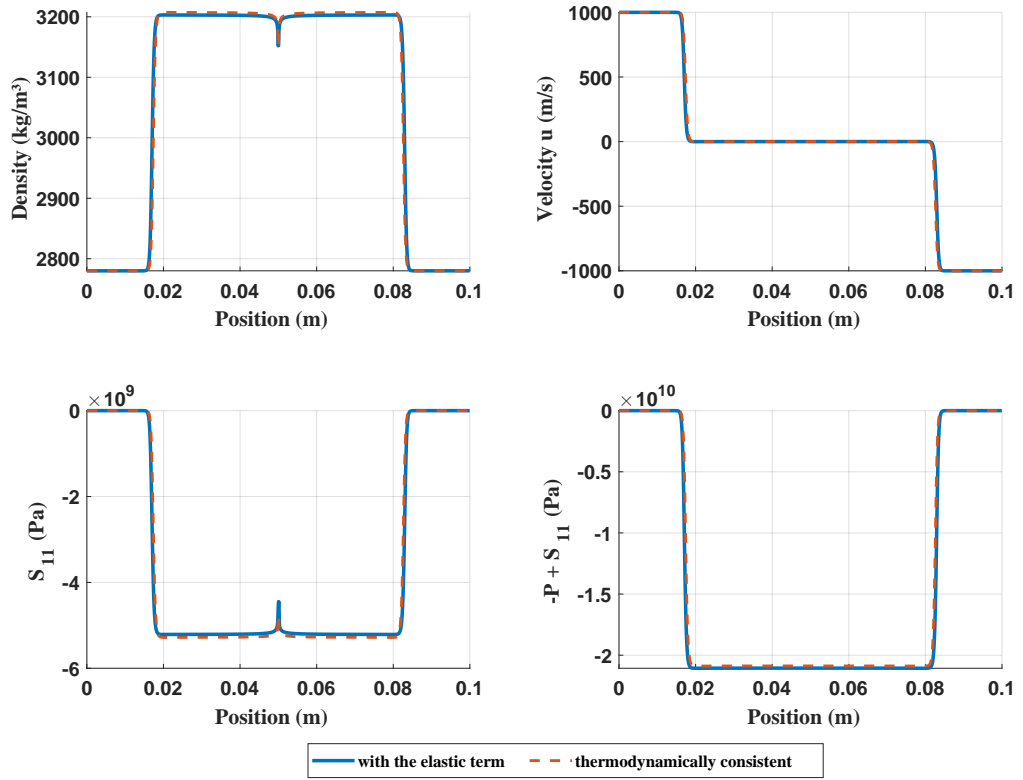 3200
3100
3000
2900
2800
Density (kg/m³)
0 0.02 0.04 0.06 0.08 0.1
Position (m)
1000
500
0
-500
-1000
Velocity u (m/s)
0 0.02 0.04 0.06 0.08 0.1
Position (m)
×10⁹
0
-2
-4
-6
S₁₁ (Pa)
0 0.02 0.04 0.06 0.08 0.1
Position (m)
×10¹⁰
0
-0.5
-1
-1.5
-2
-P + S₁₁ (Pa)
0 0.02 0.04 0.06 0.08 0.1
Position (m)
with the elastic term thermodynamically consistent